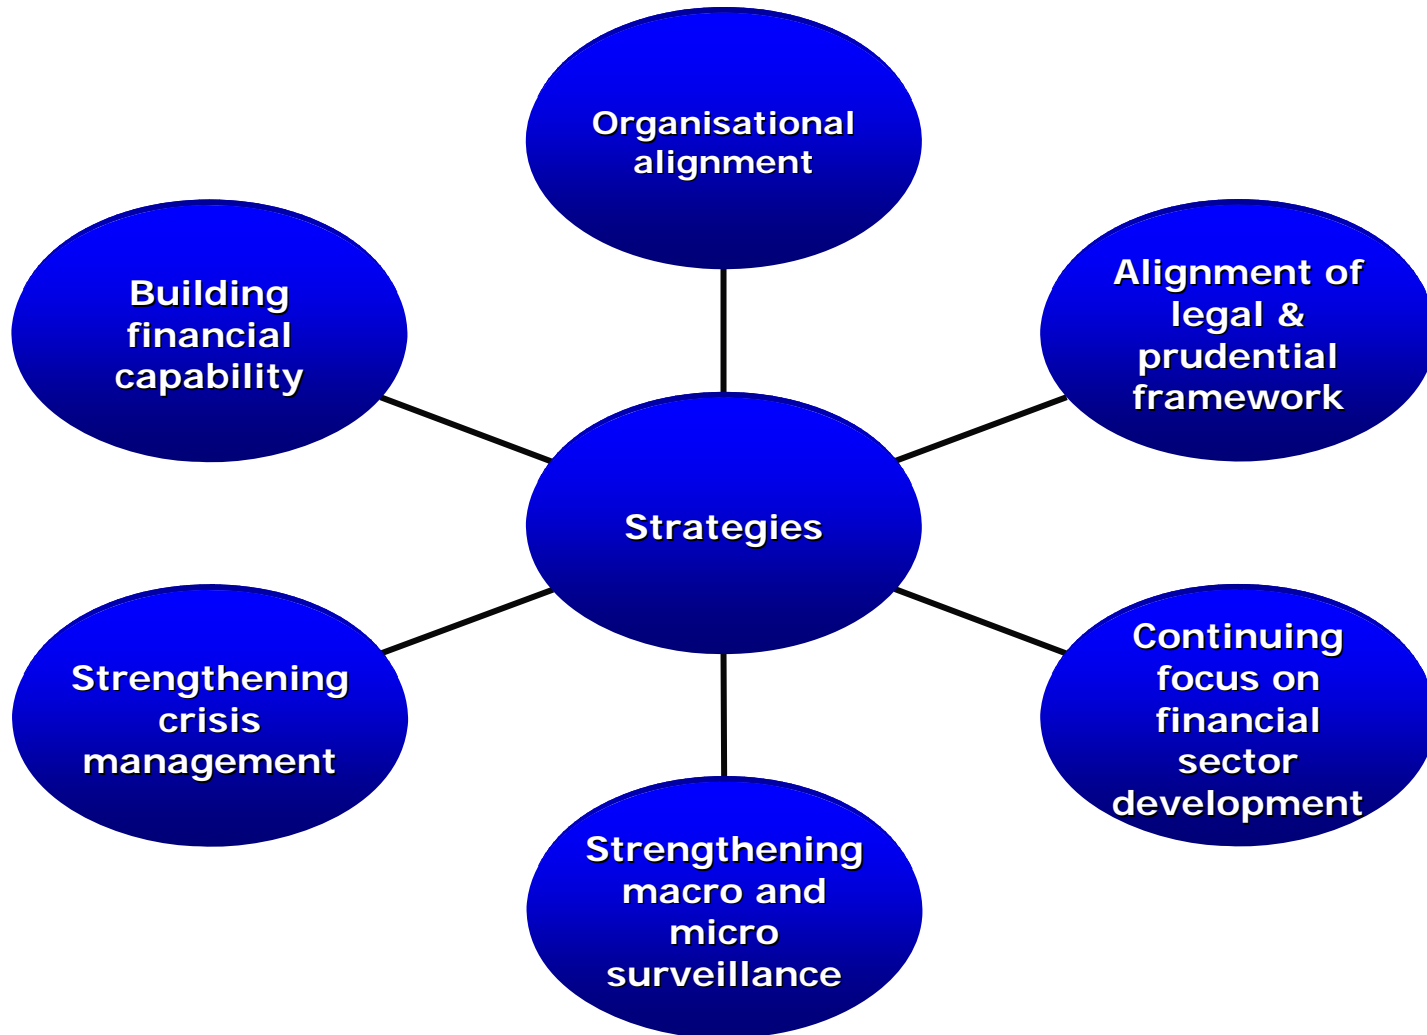 Organisational
alignment
Building
financial
capability
Alignment of
legal &
prudential
framework
Strategies
Strengthening
crisis
management
Continuing
focus on
financial
sector
development
Strengthening
macro and
micro
surveillance